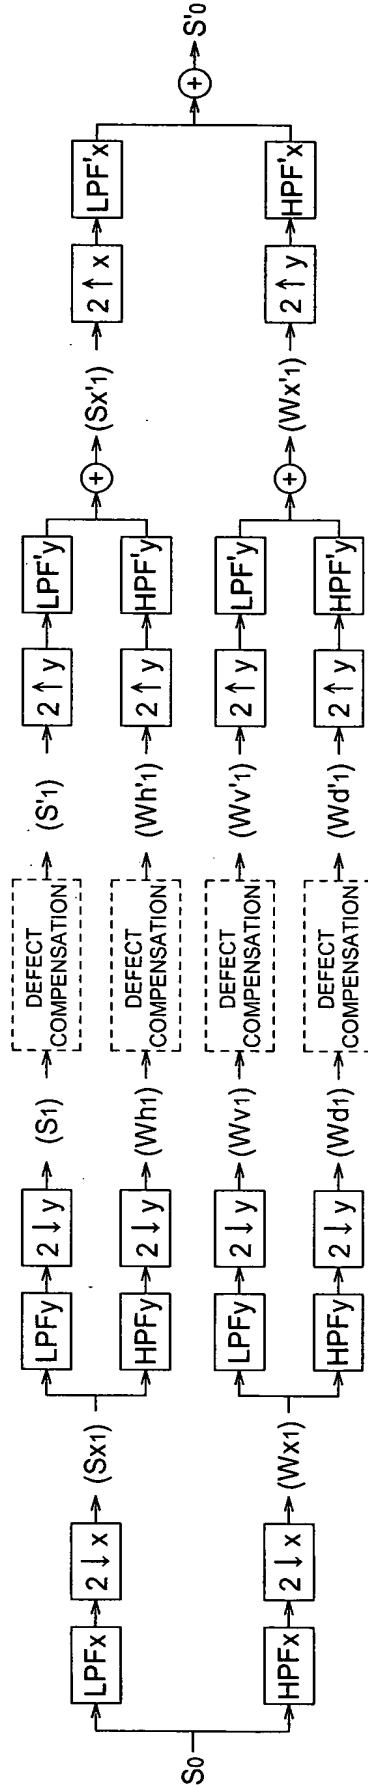 S0
LPFx
2↓x
(Sx1)
HPFx
2↓x
(Wx1)
LPFy
2↓y
(S1)
HPFy
2↓y
(Wh1)
LPFy
2↓y
(Wv1)
HPFy
2↓y
(Wd1)
DEFECT
COMPENSATION
DEFECT
COMPENSATION
DEFECT
COMPENSATION
DEFECT
COMPENSATION
(S'1)
2↑y
LPF'y
(Wh'1)
2↑y
HPF'y
(Wv'1)
2↑y
LPF'y
(Wd'1)
2↑y
HPF'y
+
(Sx'1)
2↑x
LPF'x
+
(Wx'1)
2↑y
HPF'x
+
S'0